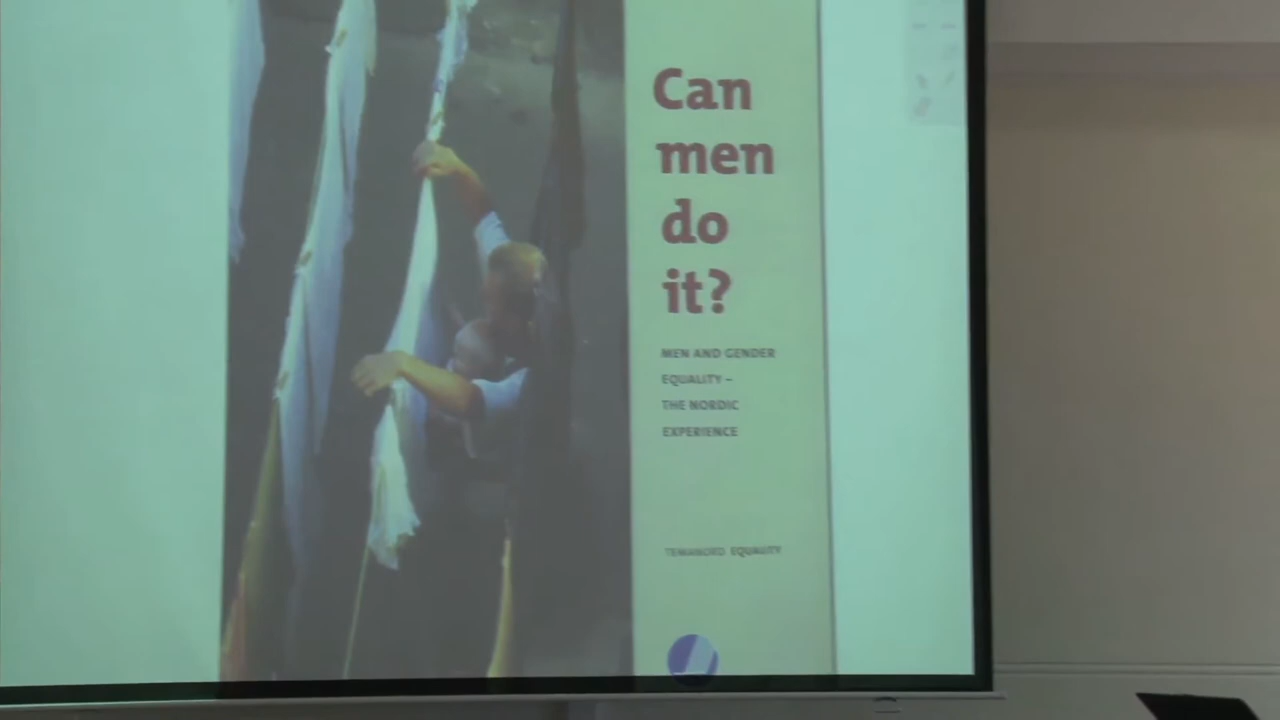 Can
men
do
it?
MEN AND GENDER
EQUALITY –
THE NORDIC
EXPERIENCE
TEMANORD EQUALITY